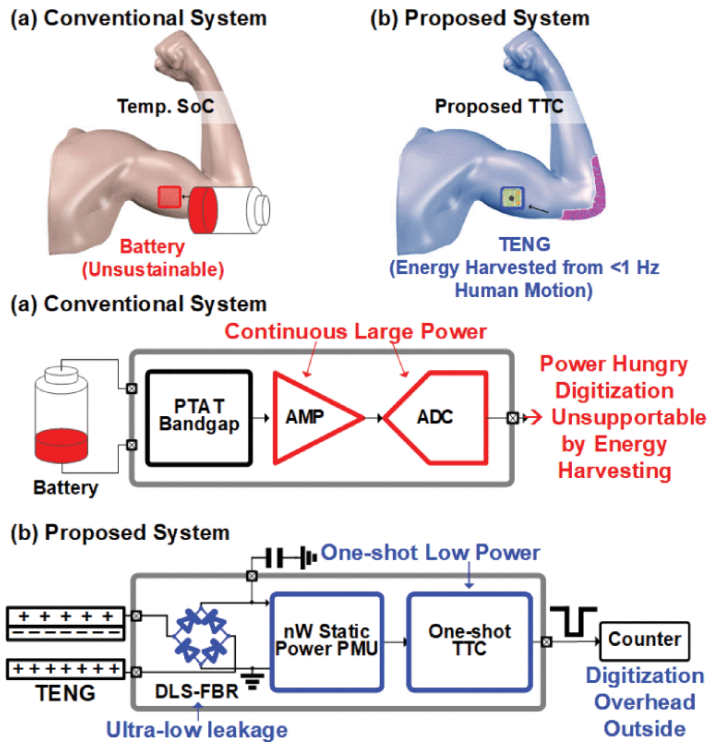 (a) Conventional System
(b) Proposed System
Temp. SoC
Proposed TTC
Battery
(Unsustainable)
TENG
(Energy Harvested from <1 Hz
Human Motion)
(a) Conventional System
Continuous Large Power
PTAT
Bandgap
AMP
ADC
Power Hungry
Digitization
Unsupportable
by Energy
Harvesting
Battery
(b) Proposed System
One-shot Low Power
+ + + + +
− − − − − −
+ + + + + + +
TENG
DLS-FBR
nW Static
Power PMU
One-shot
TTC
Counter
Ultra-low leakage
Digitization
Overhead
Outside